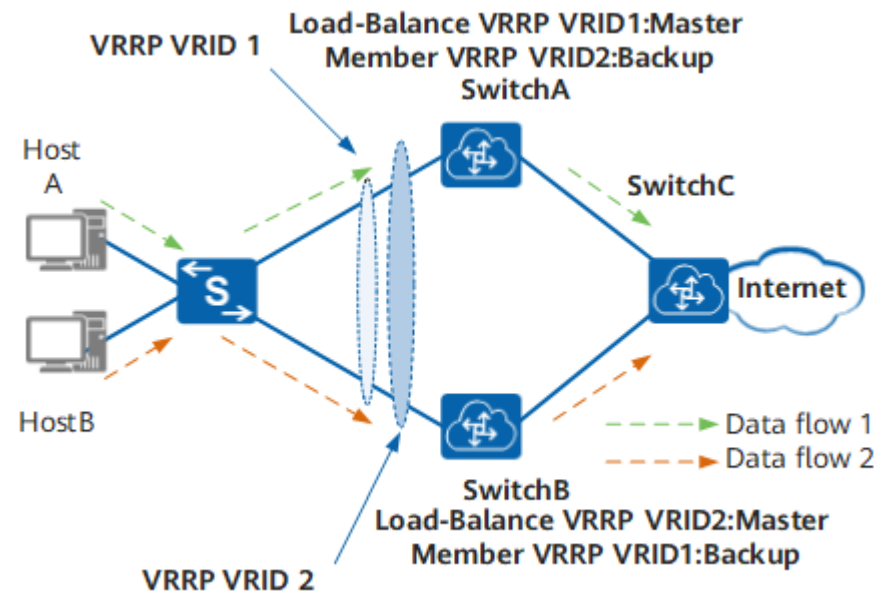 VRRP VRID 1
Load-Balance VRRP VRID1:Master
Member VRRP VRID2:Backup
SwitchA
Host
A
SwitchC
S
Internet
HostB
Data flow 1
Data flow 2
SwitchB
Load-Balance VRRP VRID2:Master
Member VRRP VRID1:Backup
VRRP VRID 2